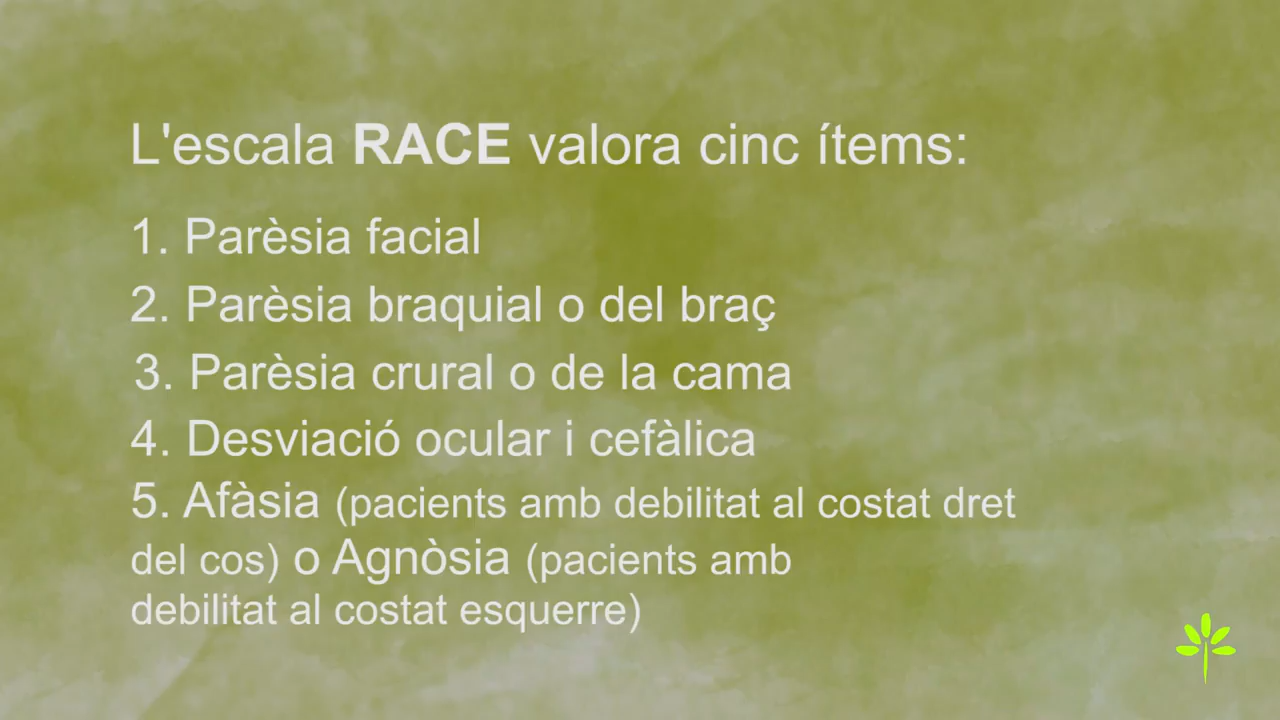 L'escala RACE valora cinc ítems:
1. Parèsia facial
2. Parèsia braquial o del braç
3. Parèsia crural o de la cama
4. Desviació ocular i cefàlica
5. Afàsia (pacients amb debilitat al costat dret
del cos) o Agnòsia (pacients amb
debilitat al costat esquerre)